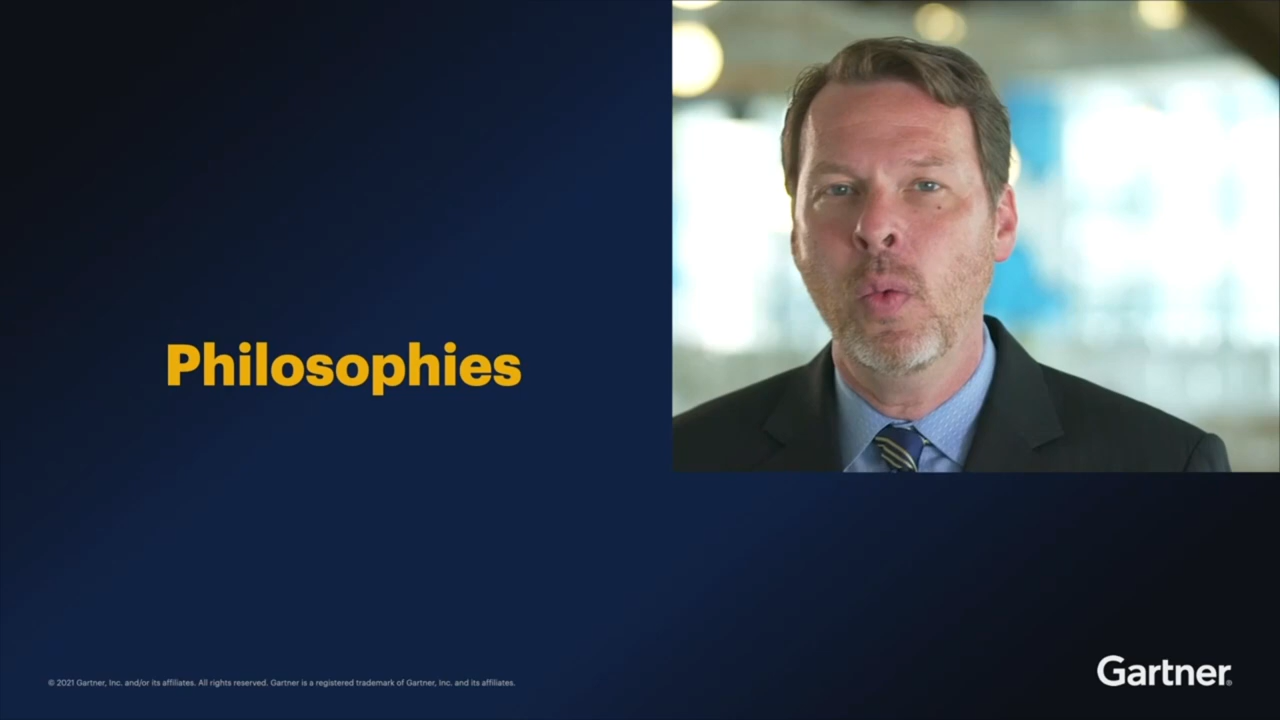 Philosophies
© 2021 Gartner, Inc. and/or its affiliates. All rights reserved. Gartner is a registered trademark of Gartner, Inc. and its affiliates.
Gartner®